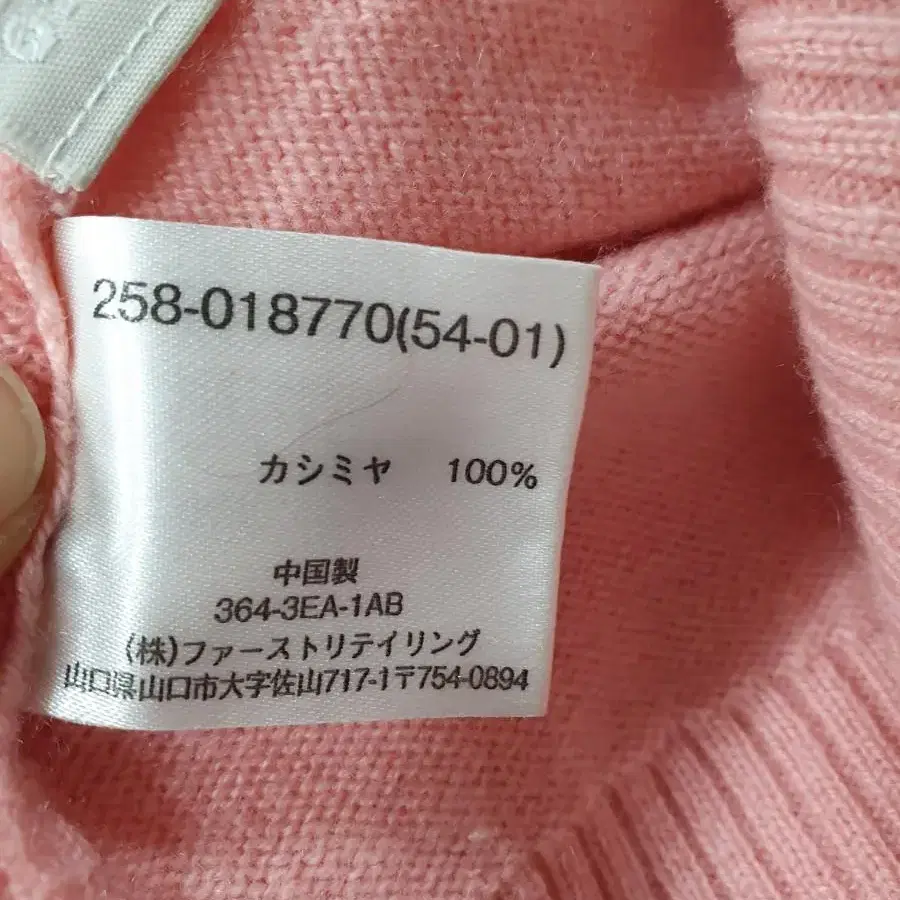 258-018770(54-01)
カシミヤ 100%
中国製
364-3EA-1AB
(株)ファーストリテイリング
山口県山口市大字佐山717-1〒754-0894